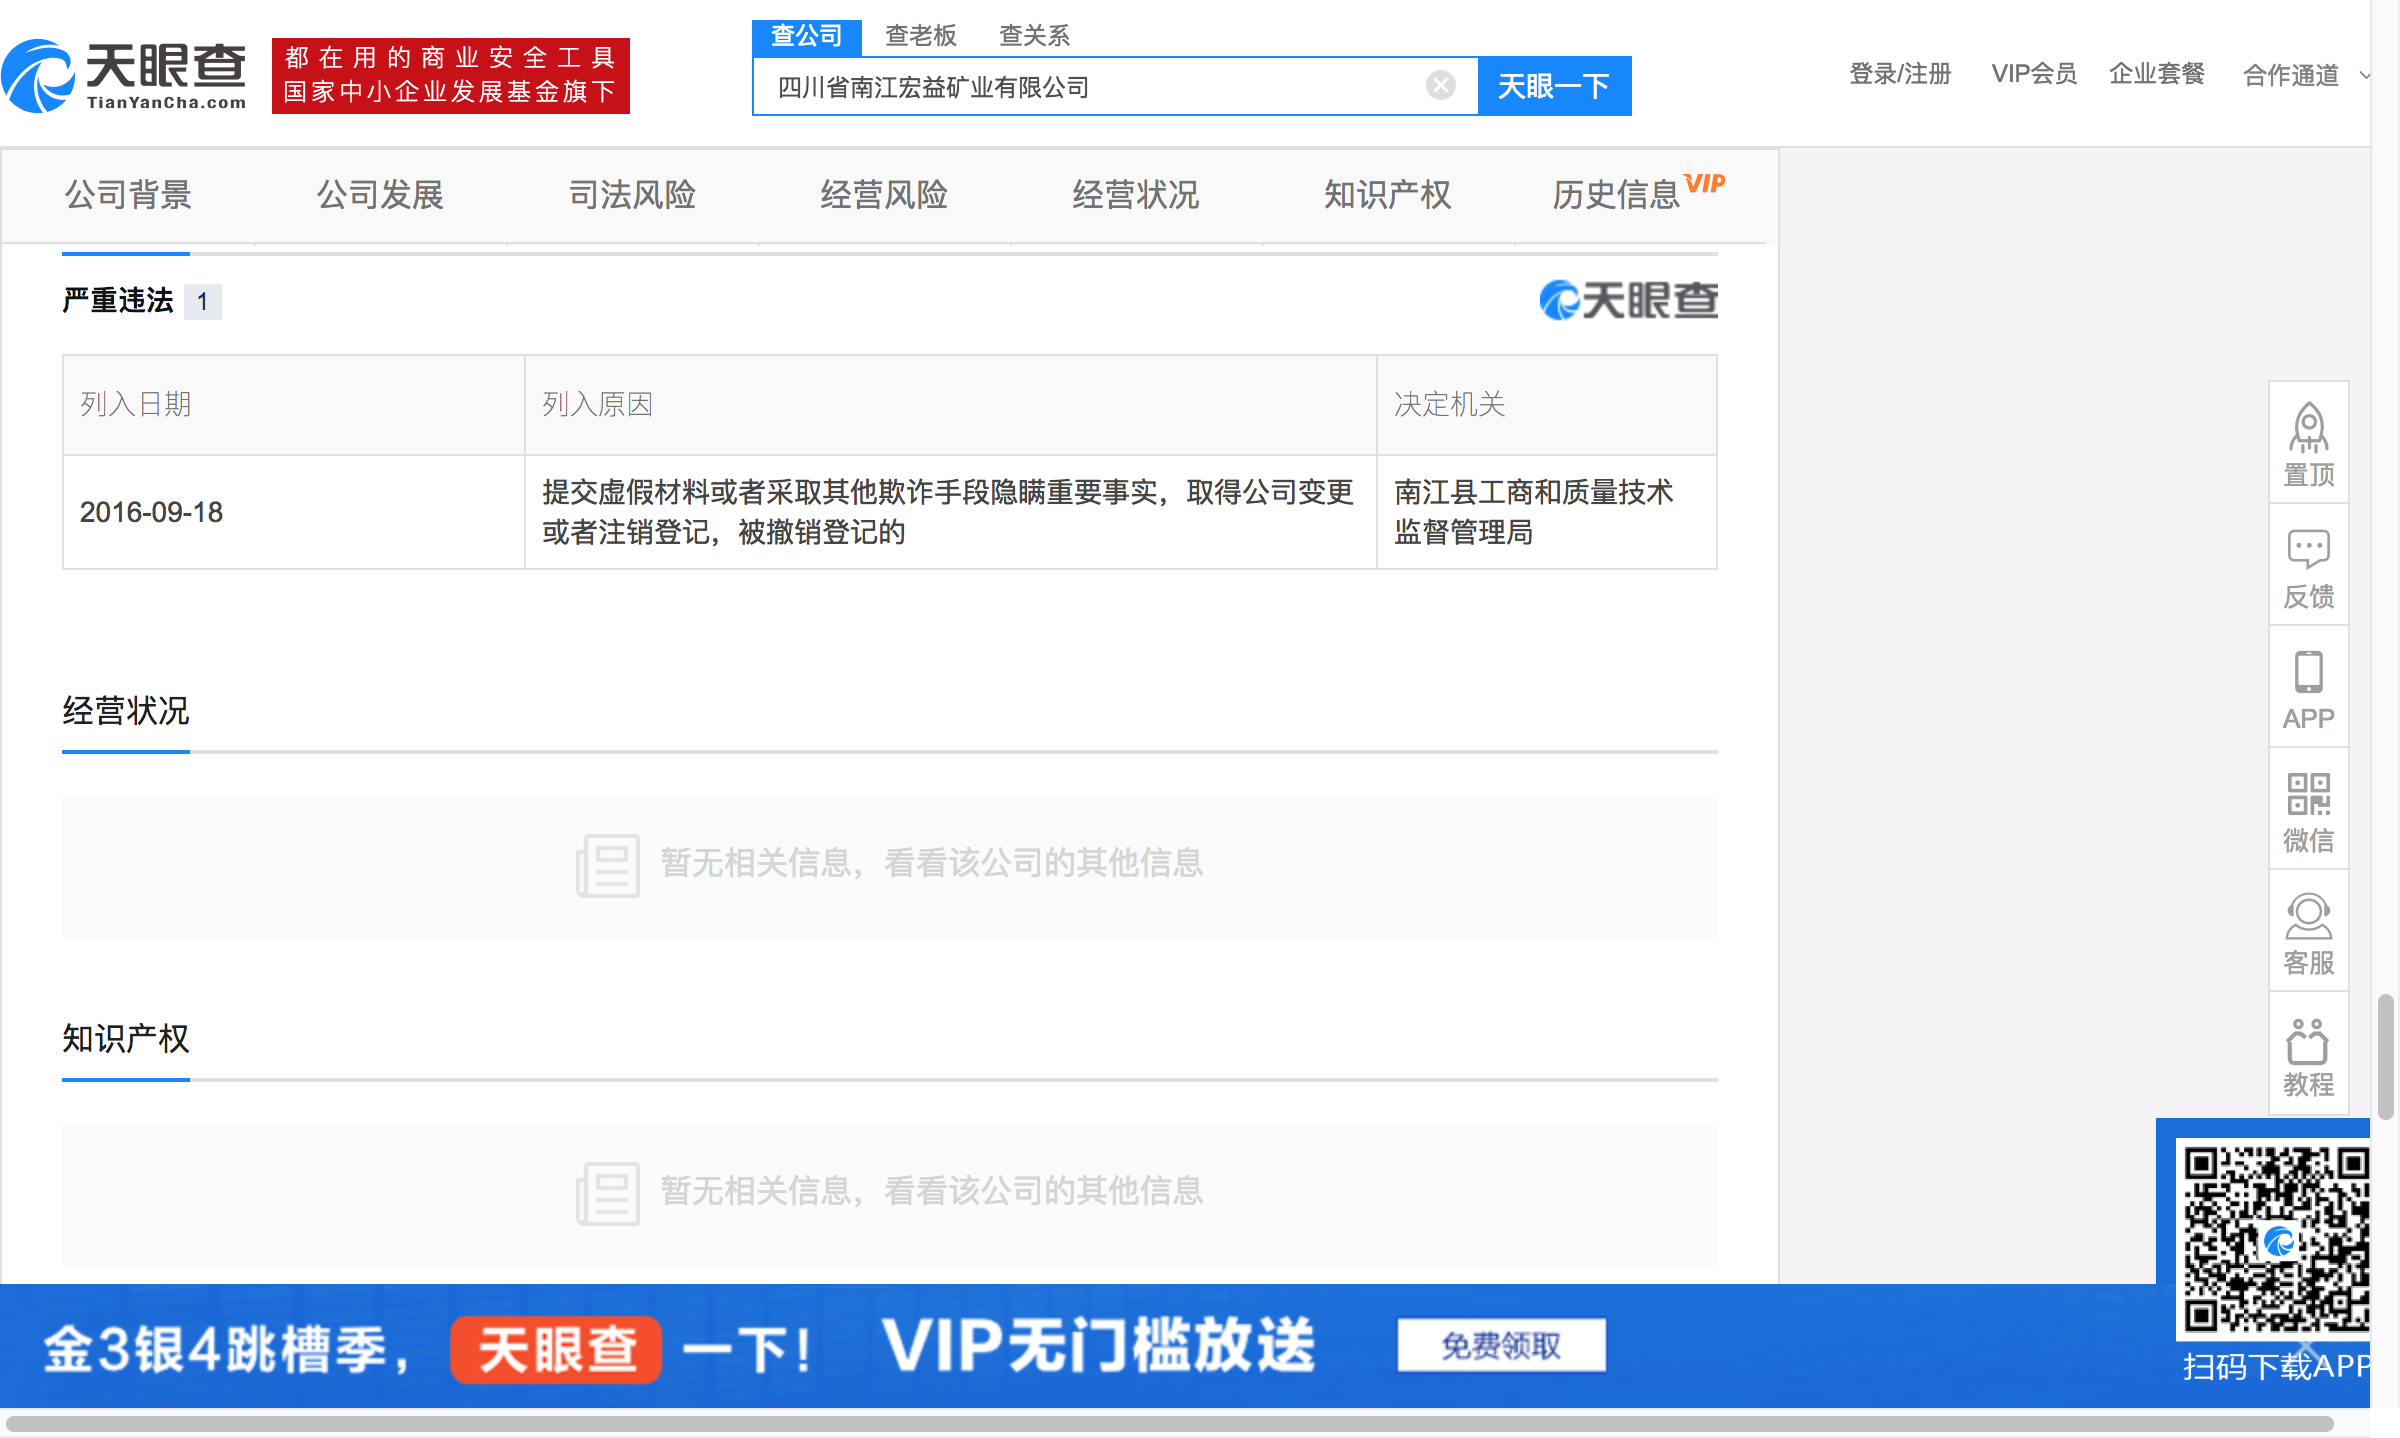 天眼查
TianYanCha.com
都在用的商业安全工具
国家中小企业发展基金旗下
查公司 查老板 查关系
四川省南江宏益矿业有限公司
天眼一下
登录/注册 VIP会员 企业套餐 合作通道
公司背景 公司发展 司法风险 经营风险 经营状况 知识产权 历史信息 VIP
严重违法 1
天眼查
列入日期 列入原因 决定机关
2016-09-18
提交虚假材料或者采取其他欺诈手段隐瞒重要事实，取得公司变更
或者注销登记，被撤销登记的
南江县工商和质量技术
监督管理局
经营状况
暂无相关信息，看看该公司的其他信息
知识产权
暂无相关信息，看看该公司的其他信息
置顶
反馈
APP
微信
客服
教程
金3银4跳槽季， 天眼查 一下！ VIP无门槛放送 免费领取
扫码下载APP